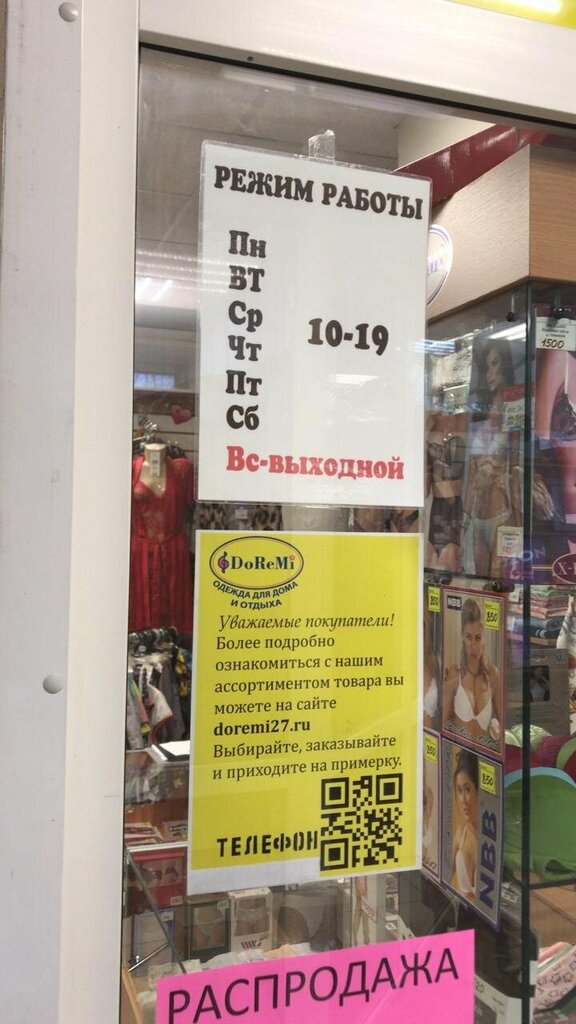 РЕЖИМ РАБОТЫ
Пн
Вт
Ср
Чт
Пт
Сб
10-19
Вс-выходной
DoReMi
ОДЕЖДА ДЛЯ ДОМА
И ОТДЫХА
Уважаемые покупатели!
Более подробно
ознакомиться с нашим
ассортиментом товара вы
можете на сайте
doremi27.ru
Выбирайте, заказывайте
и приходите на примерку.
ТЕЛЕФОН
РАСПРОДАЖА
1500
NBB
850
850
NBB